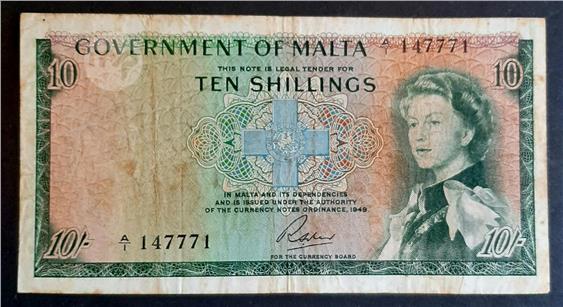 GOVERNMENT OF MALTA A/1 147771
10 THIS NOTE IS LEGAL TENDER FOR 10
TEN SHILLINGS
IN MALTA AND ITS DEPENDENCIES
AND IS ISSUED UNDER THE AUTHORITY
OF THE CURRENCY NOTES ORDINANCE, 1949.
10/- A/1 147771 10/-
FOR THE CURRENCY BOARD